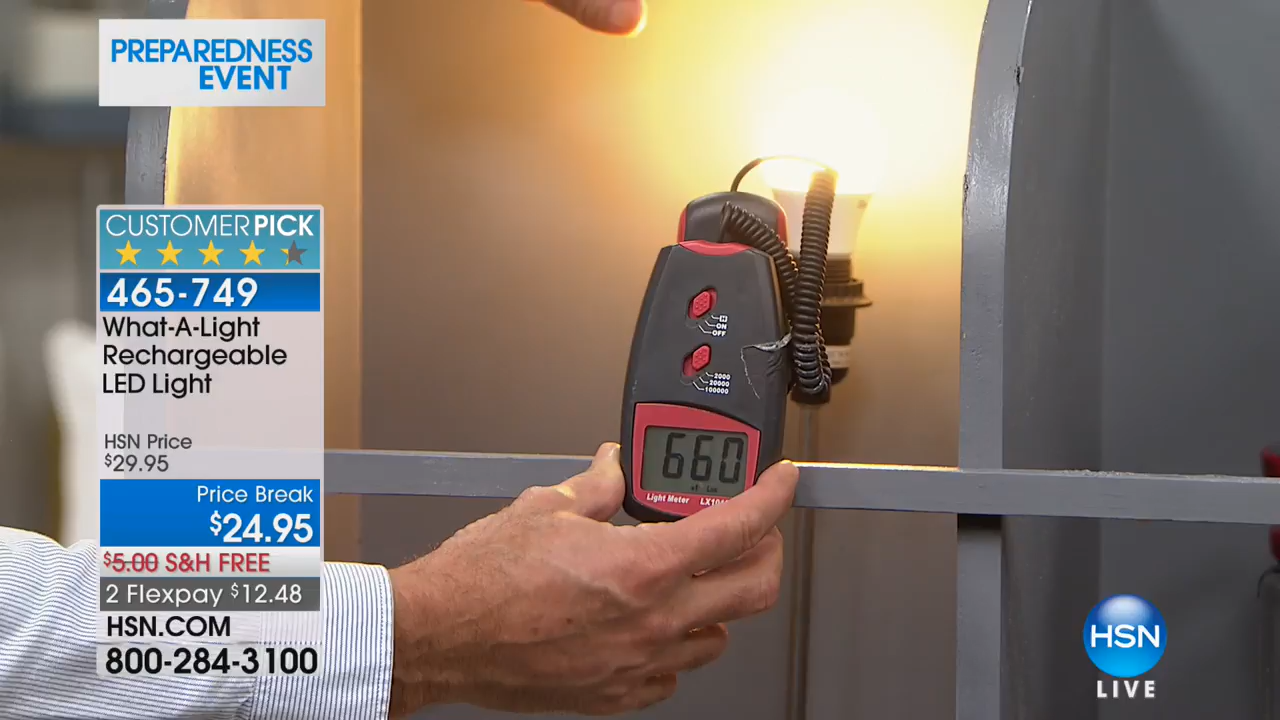 PREPAREDNESS
EVENT
CUSTOMER PICK
465-749
What-A-Light
Rechargeable
LED Light
HSN Price
$29.95
Price Break
$24.95
$5.00 S&H FREE
2 Flexpay $12.48
HSN.COM
800-284-3100
H
ON
OFF
2000
20000
100000
660
Light Meter
HSN
LIVE